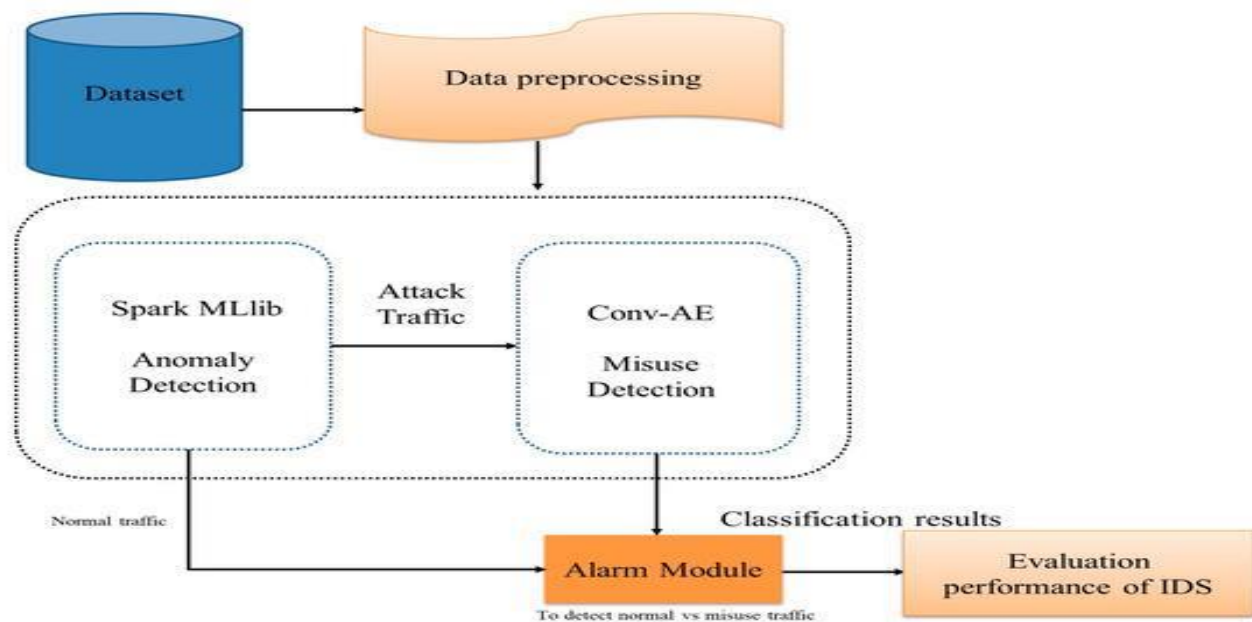 Dataset
Data preprocessing
Spark MLlib
Anomaly
Detection
Attack
Traffic
Conv-AE
Misuse
Detection
Normal traffic
Classification results
Alarm Module
To detect normal vs misuse traffic
Evaluation
performance of IDS